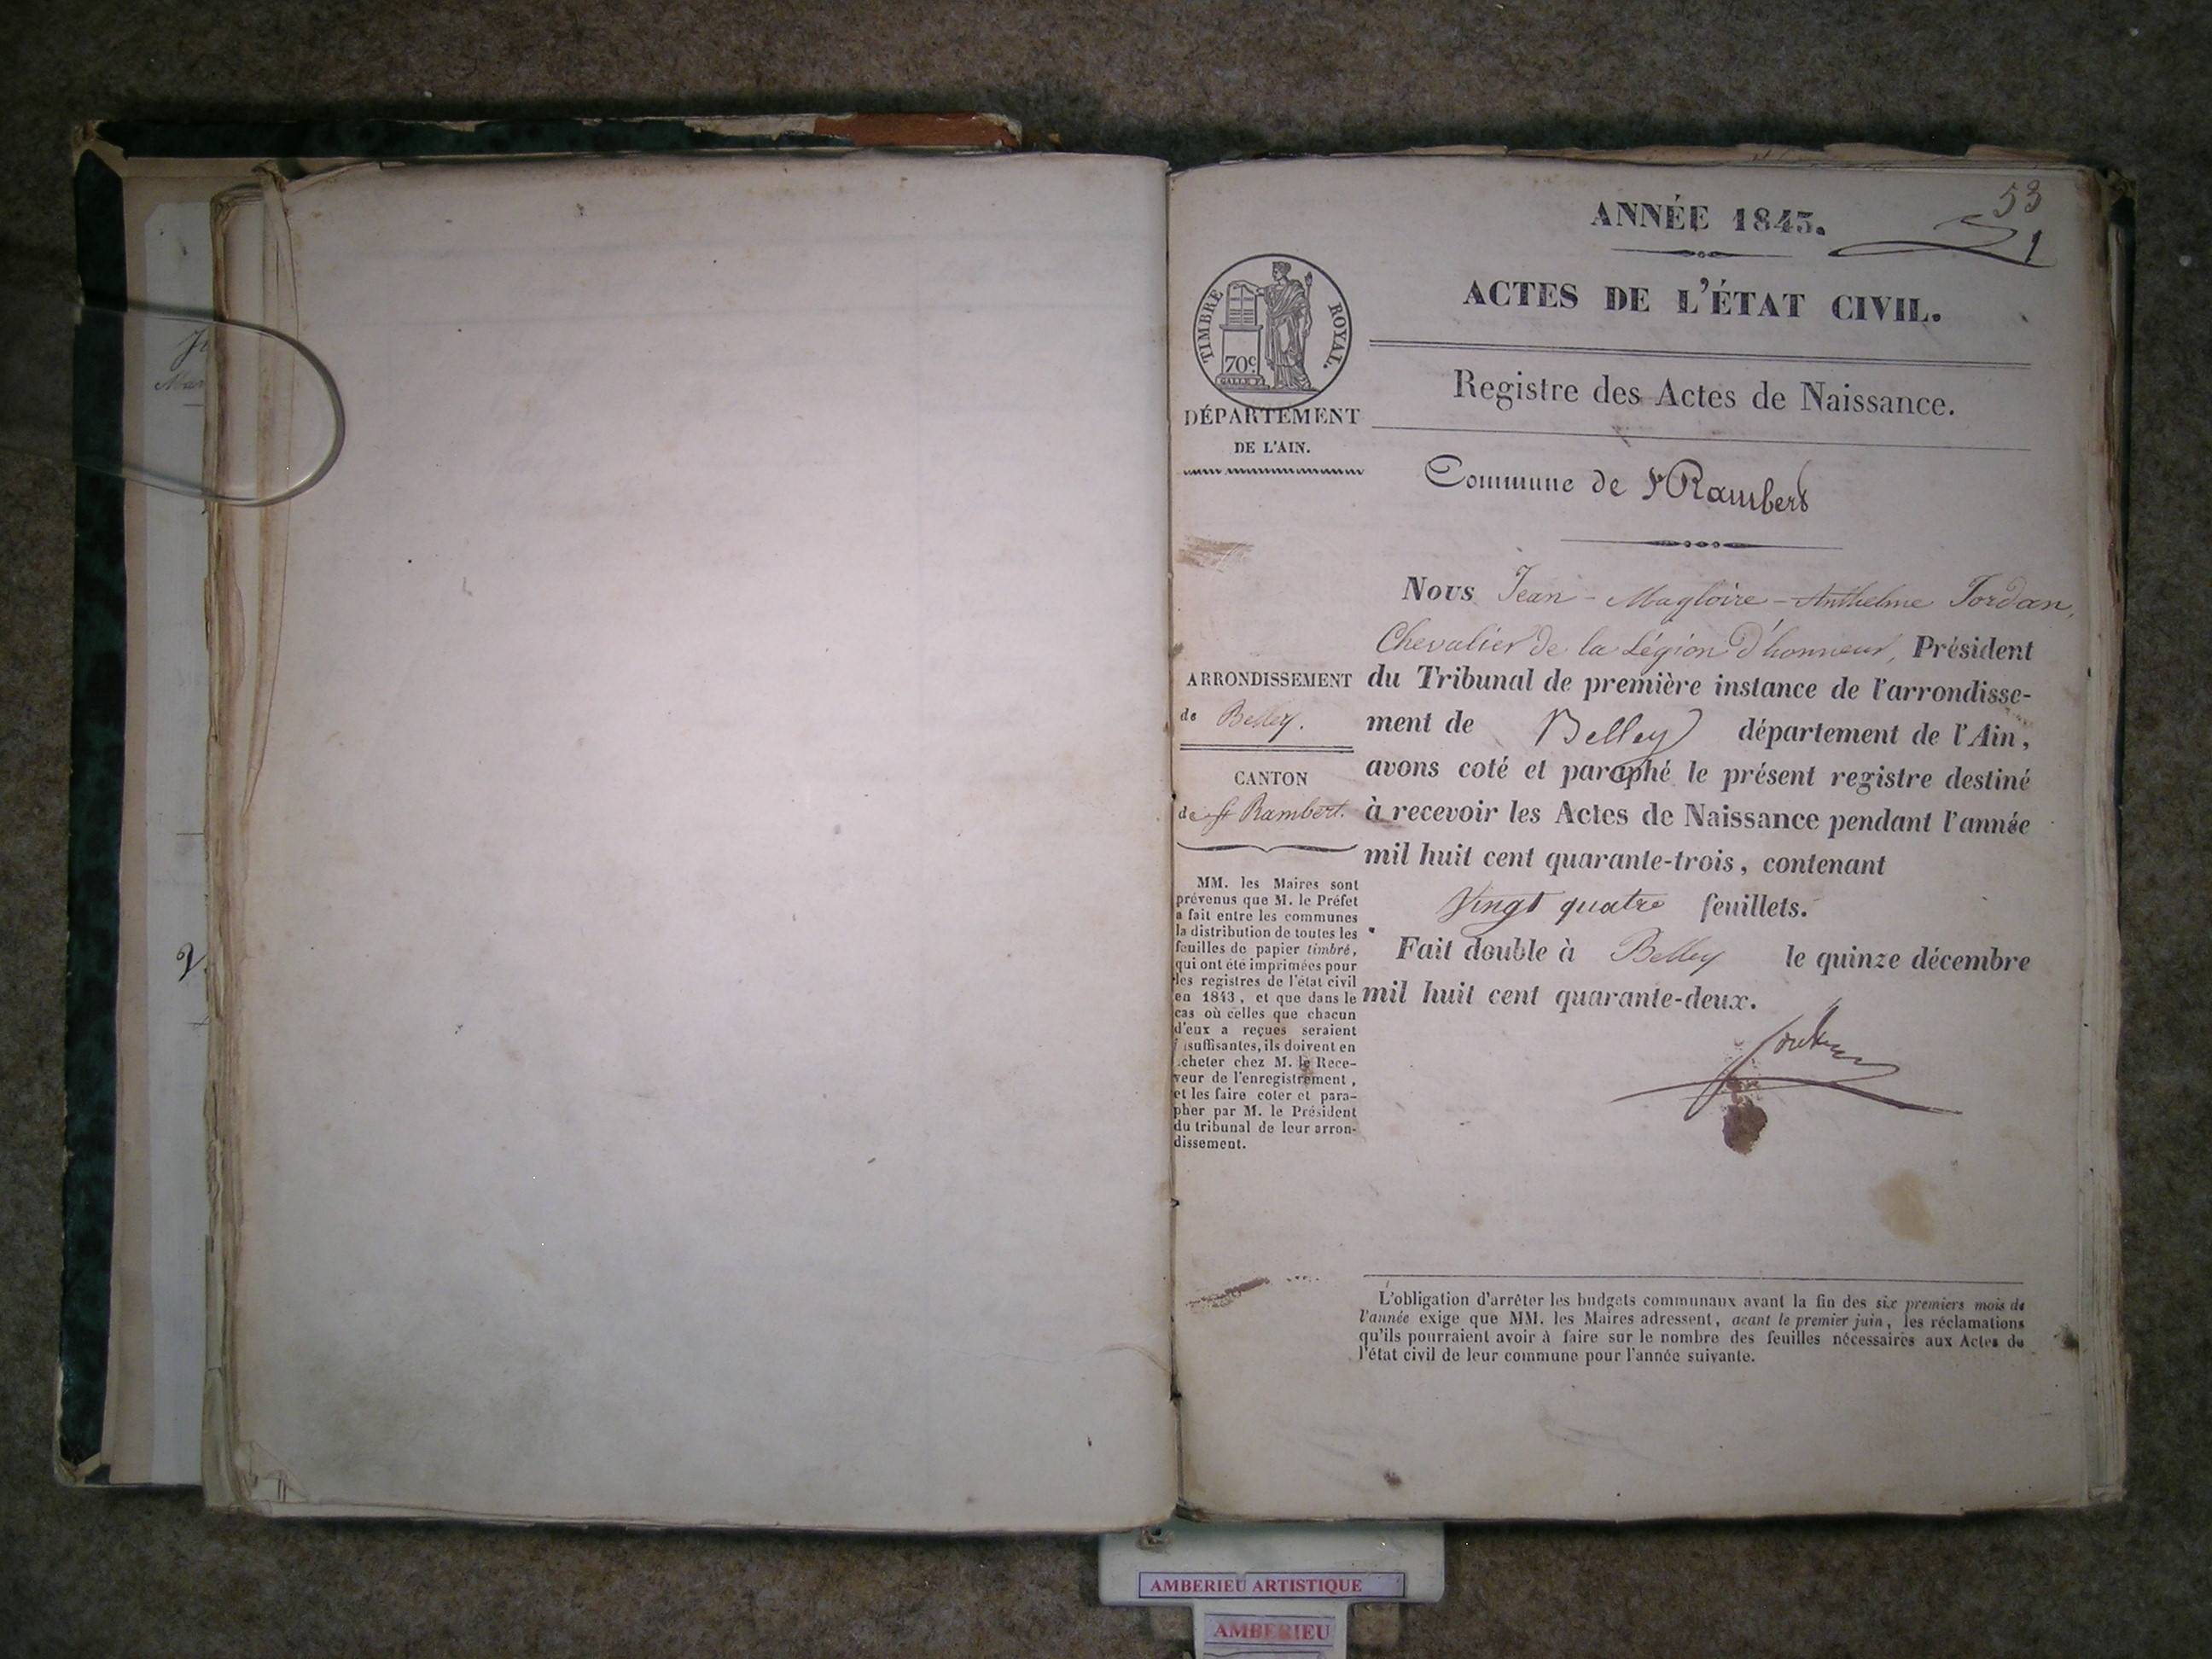 53
ANNÉE 1843.
1
ACTES DE L'ÉTAT CIVIL.
TIMBRE ROYAL.
70c
DÉPARTEMENT
DE L'AIN.
Registre des Actes de Naissance.
Commune de St Rambert
Nous Jean-Magloire-Anthelme Jordan,
Chevalier de la Légion d'honneur, Président
du Tribunal de première instance de l'arrondisse-
ment de Belley département de l'Ain,
avons coté et paraphé le présent registre destiné
à recevoir les Actes de Naissance pendant l'année
mil huit cent quarante-trois, contenant
Vingt quatre feuillets.
Fait double à Belley le quinze décembre
mil huit cent quarante-deux.
ARRONDISSEMENT
de Belley.
CANTON
de St Rambert.
MM. les Maires sont
prévenus que M. le Préfet
a fait entre les communes
la distribution de toutes les
feuilles de papier timbré,
qui ont été imprimées pour
les registres de l'état civil
en 1843, et que dans le
cas où celles que chacun
d'eux a reçues seraient
insuffisantes, ils doivent en
acheter chez M. le Rece-
veur de l'enregistrement,
et les faire coter et para-
pher par M. le Président
du tribunal de leur arron-
dissement.
L'obligation d'arrêter les budgets communaux avant la fin des six premiers mois de
l'année exige que MM. les Maires adressent, avant le premier juin, les réclamations
qu'ils pourraient avoir à faire sur le nombre des feuilles nécessaires aux Actes de
l'état civil de leur commune pour l'année suivante.
AMBERIEU ARTISTIQUE
AMBERIEU